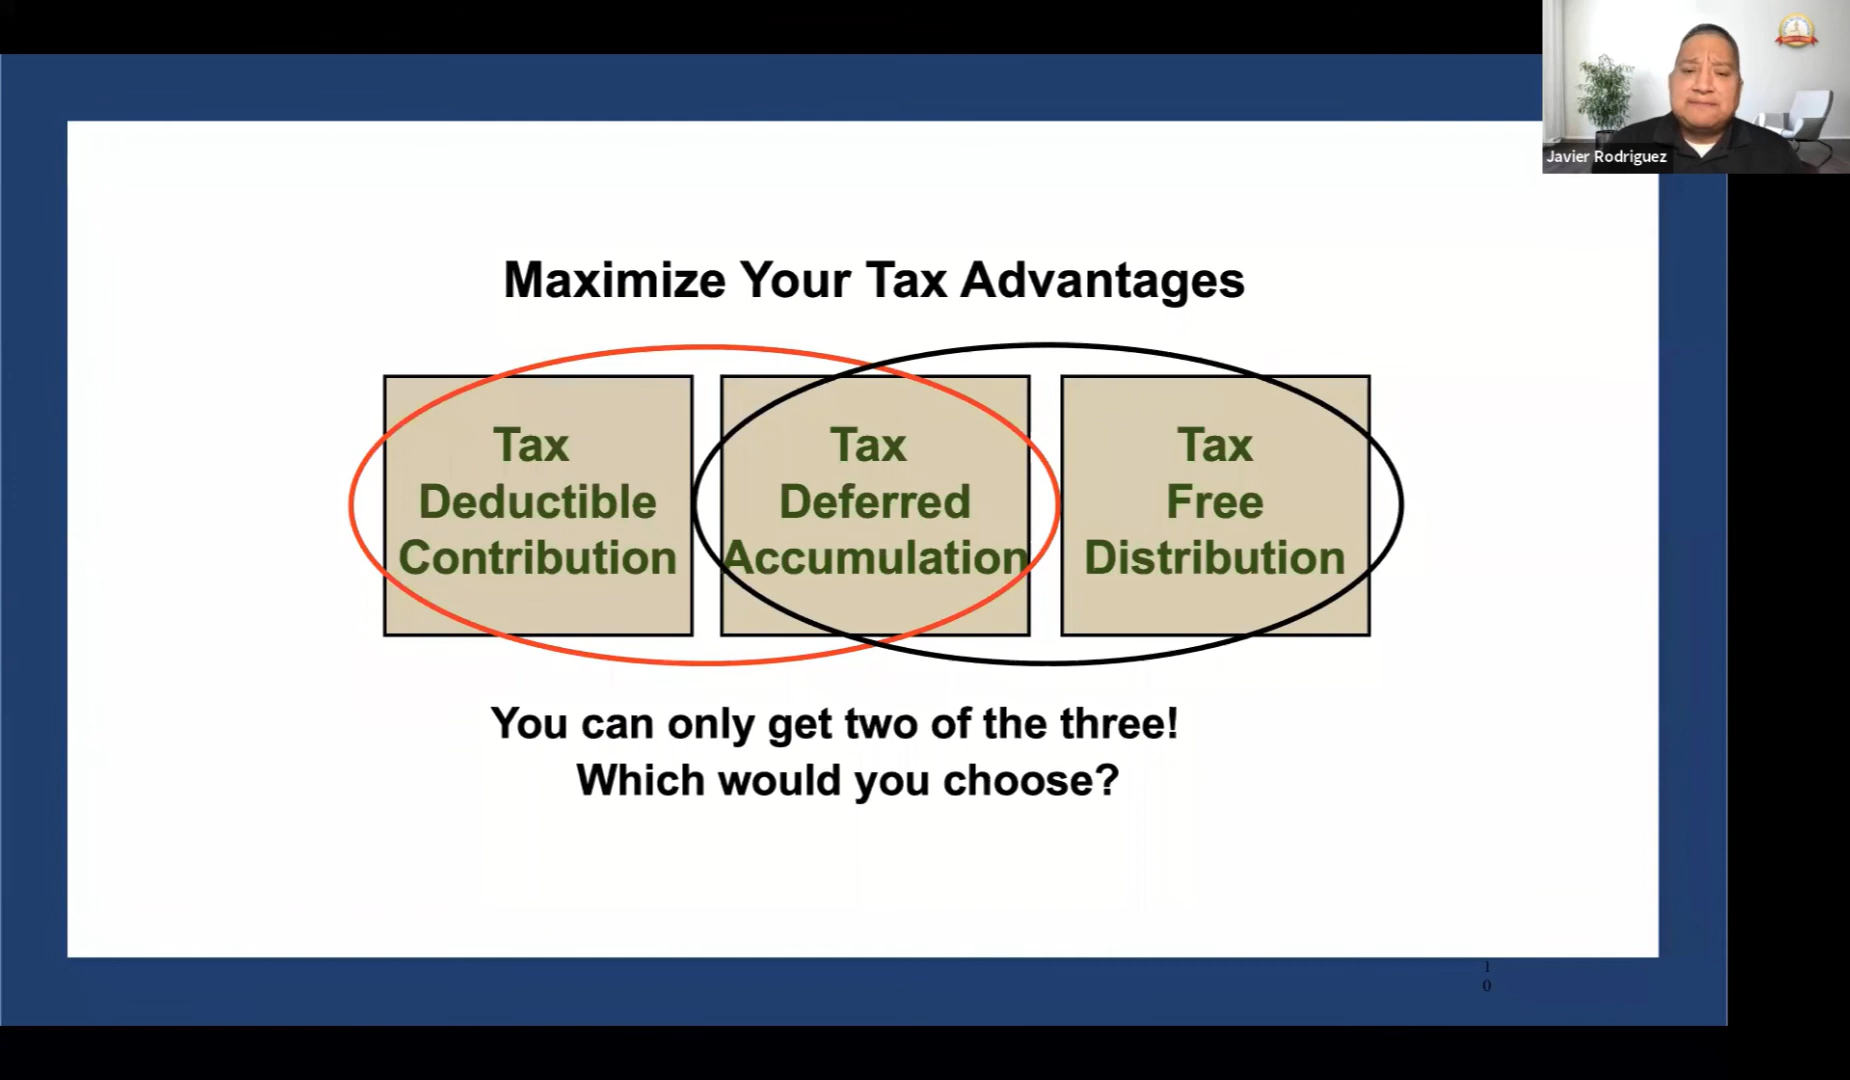 Javier Rodriguez
Maximize Your Tax Advantages
Tax
Deductible
Contribution
Tax
Deferred
Accumulation
Tax
Free
Distribution
You can only get two of the three!
Which would you choose?
1
0